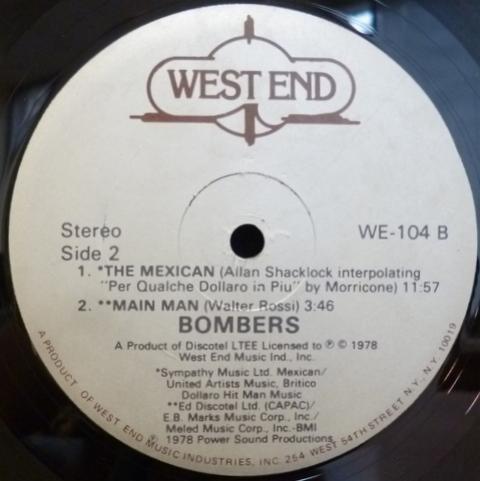 WEST END
Stereo
WE-104 B
Side 2
1. *THE MEXICAN (Allan Shacklock interpolating
"Per Qualche Dollaro in Piu" by Morricone) 11:57
2. **MAIN MAN (Walter Rossi) 3:46
BOMBERS
A Product of Discotel LTEE Licensed to ℗ © 1978
West End Music Ind., Inc.
*Sympathy Music Ltd. Mexican/
United Artists Music, Britico
Dollaro Hit Man Music
**Ed Discotel Ltd. (CAPAC)/
E.B. Marks Music Corp., Inc./
Meled Music Corp., Inc.-BMI
℗ 1978 Power Sound Productions
A PRODUCT OF WEST END MUSIC INDUSTRIES, INC. 254 WEST 54TH STREET N.Y., N.Y. 10019